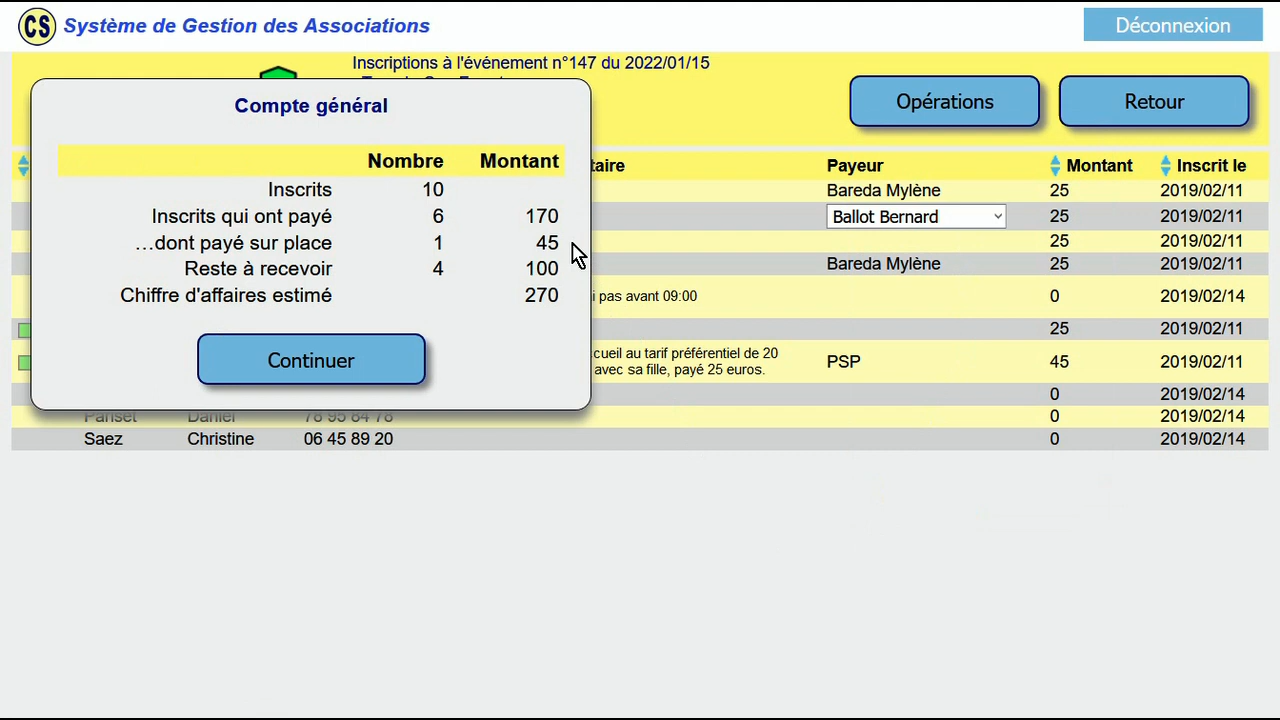 CS Système de Gestion des Associations
Déconnexion
Inscriptions à l'événement n°147 du 2022/01/15
Opérations
Retour
Compte général
Nombre Montant
Inscrits 10
Inscrits qui ont payé 6 170
…dont payé sur place 1 45
Reste à recevoir 4 100
Chiffre d'affaires estimé 270
Continuer
taire Payeur Montant Inscrit le
Bareda Mylène 25 2019/02/11
Ballot Bernard 25 2019/02/11
25 2019/02/11
Bareda Mylène 25 2019/02/11
i pas avant 09:00 0 2019/02/14
25 2019/02/11
cueil au tarif préférentiel de 20
avec sa fille, payé 25 euros.
PSP 45 2019/02/11
0 2019/02/14
Panset Daniel 78 95 84 78 0 2019/02/14
Saez Christine 06 45 89 20 0 2019/02/14